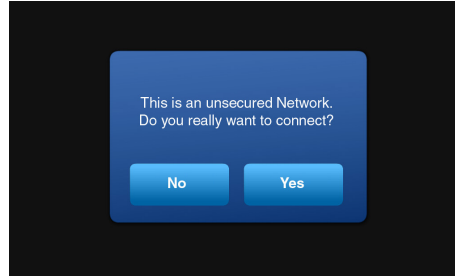 This is an unsecured Network.
Do you really want to connect?
No
Yes